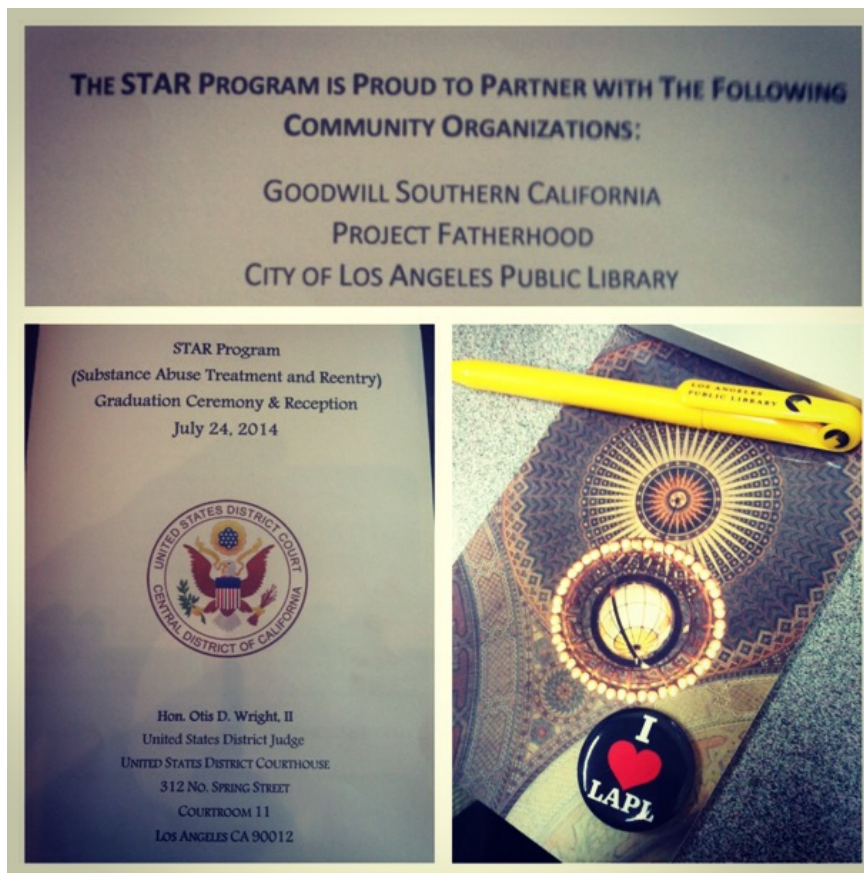 THE STAR PROGRAM IS PROUD TO PARTNER WITH THE FOLLOWING
COMMUNITY ORGANIZATIONS:
GOODWILL SOUTHERN CALIFORNIA
PROJECT FATHERHOOD
CITY OF LOS ANGELES PUBLIC LIBRARY
STAR Program
(Substance Abuse Treatment and Reentry)
Graduation Ceremony & Reception
July 24, 2014
UNITED STATES DISTRICT COURT
CENTRAL DISTRICT OF CALIFORNIA
Hon. Otis D. Wright, II
United States District Judge
UNITED STATES DISTRICT COURTHOUSE
312 NO. SPRING STREET
COURTROOM 11
LOS ANGELES CA 90012
LOS ANGELES
PUBLIC LIBRARY
I
LAPL